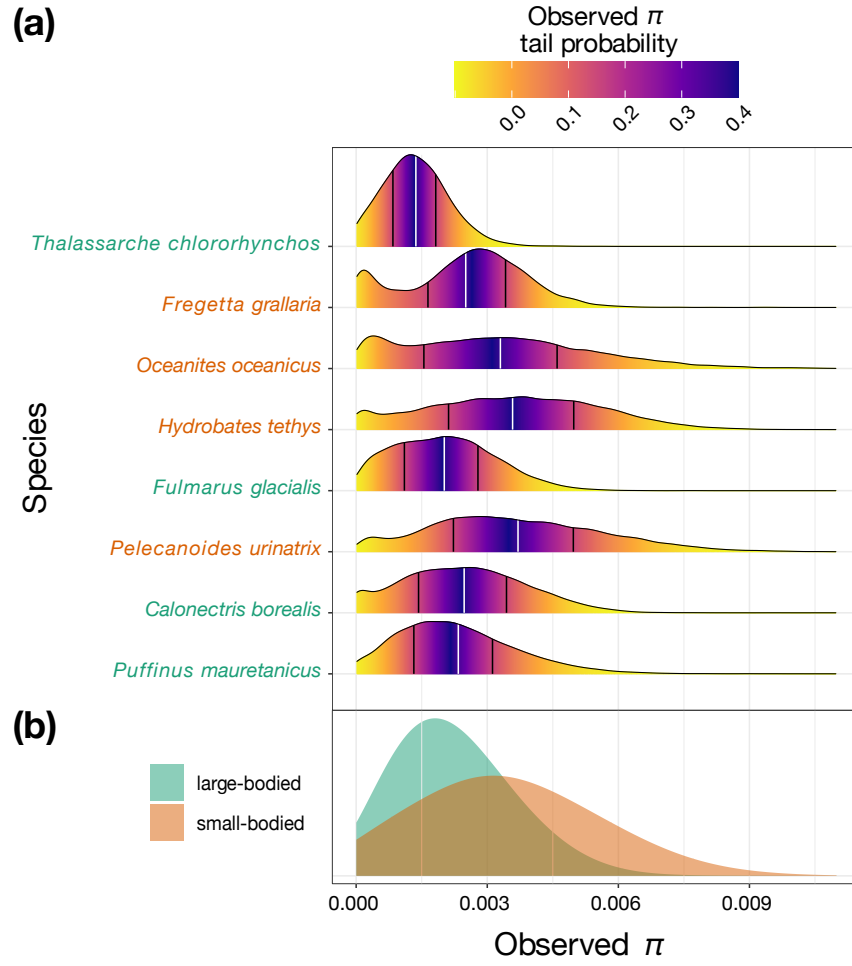 (a)
Observed π
tail probability
0.0
0.1
0.2
0.3
0.4
Species
Thalassarche chlororhynchos
Fregetta grallaria
Oceanites oceanicus
Hydrobates tethys
Fulmarus glacialis
Pelecanoides urinatrix
Calonectris borealis
Puffinus mauretanicus
(b)
large-bodied
small-bodied
0.000
0.003
0.006
0.009
Observed π